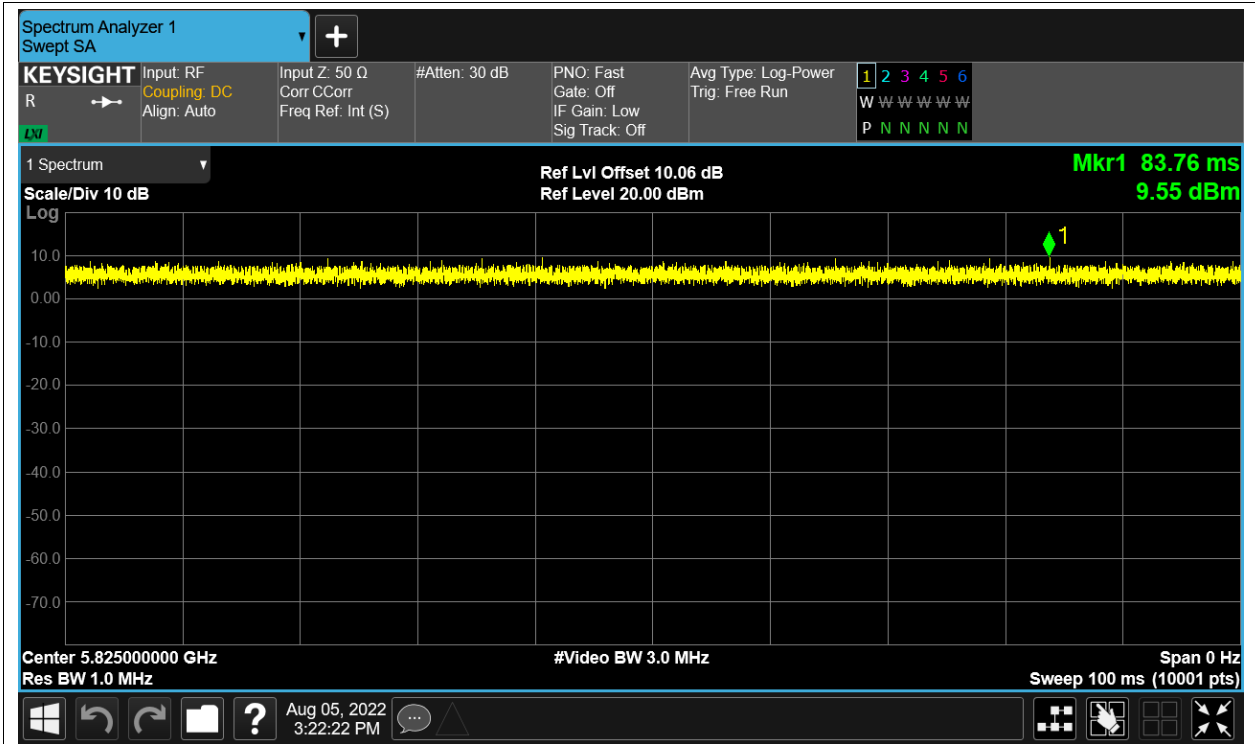 Spectrum Analyzer 1
Swept SA
KEYSIGHT
R
LXI
Input: RF
Coupling: DC
Align: Auto
Input Z: 50 Ω
Corr CCorr
Freq Ref: Int (S)
#Atten: 30 dB
PNO: Fast
Gate: Off
IF Gain: Low
Sig Track: Off
Avg Type: Log-Power
Trig: Free Run
1 2 3 4 5 6
W W W W W W
P N N N N N
1 Spectrum
Scale/Div 10 dB
Log
Ref Lvl Offset 10.06 dB
Ref Level 20.00 dBm
Mkr1 83.76 ms
9.55 dBm
1
10.0
0.00
-10.0
-20.0
-30.0
-40.0
-50.0
-60.0
-70.0
Center 5.825000000 GHz
#Video BW 3.0 MHz
Span 0 Hz
Res BW 1.0 MHz
Sweep 100 ms (10001 pts)
?
Aug 05, 2022
3:22:22 PM